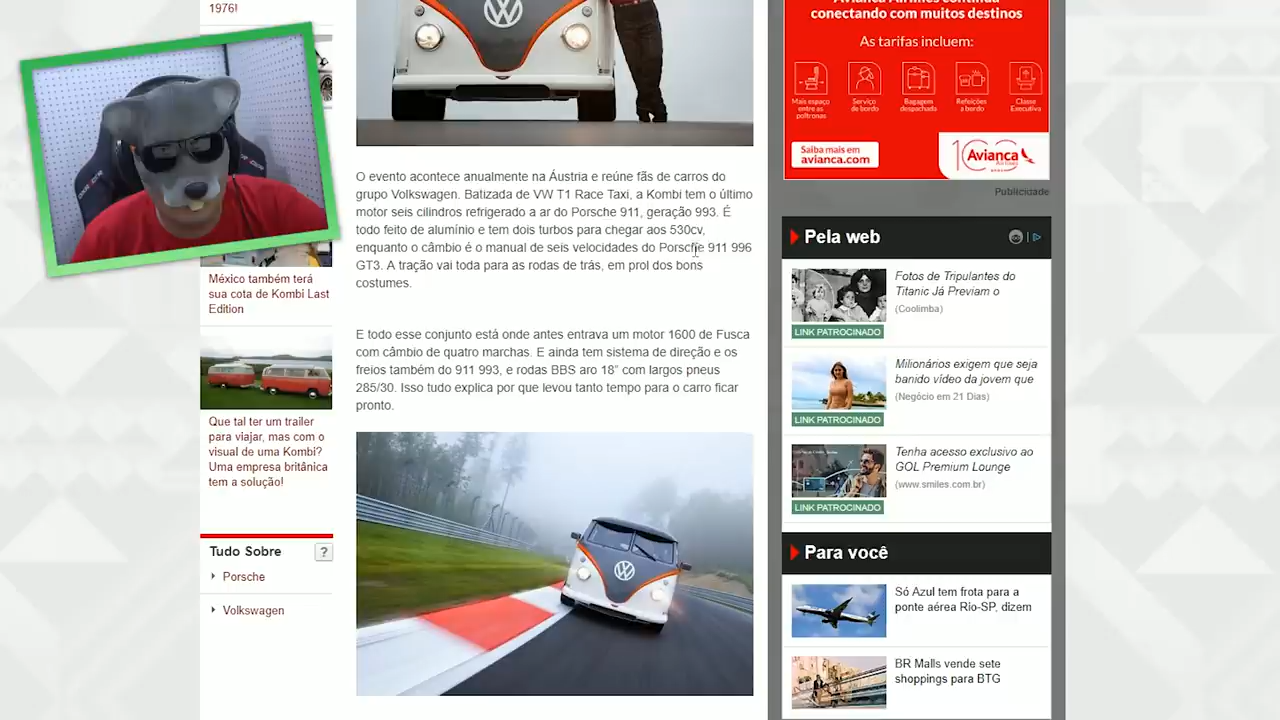 1976!
México também terá
sua cota de Kombi Last
Edition
Que tal ter um trailer
para viajar, mas com o
visual de uma Kombi?
Uma empresa britânica
tem a solução!
Tudo Sobre
?
Porsche
Volkswagen
O evento acontece anualmente na Áustria e reúne fãs de carros do
grupo Volkswagen. Batizada de VW T1 Race Taxi, a Kombi tem o último
motor seis cilindros refrigerado a ar do Porsche 911, geração 993. É
todo feito de alumínio e tem dois turbos para chegar aos 530cv,
enquanto o câmbio é o manual de seis velocidades do Porsche 911 996
GT3. A tração vai toda para as rodas de trás, em prol dos bons
costumes.
E todo esse conjunto está onde antes entrava um motor 1600 de Fusca
com câmbio de quatro marchas. E ainda tem sistema de direção e os
freios também do 911 993, e rodas BBS aro 18" com largos pneus
285/30. Isso tudo explica por que levou tanto tempo para o carro ficar
pronto.
conectando com muitos destinos
As tarifas incluem:
Mais espaço
entre as
poltronas
Serviço
de bordo
Bagagem
despachada
Refeições
a bordo
Classe
Executiva
Saiba mais em
avianca.com
Avianca
Publicidade
Pela web
Fotos de Tripulantes do
Titanic Já Previam o
(Coolimba)
LINK PATROCINADO
Milionários exigem que seja
banido vídeo da jovem que
(Negócio em 21 Dias)
LINK PATROCINADO
Tenha acesso exclusivo ao
GOL Premium Lounge
(www.smiles.com.br)
LINK PATROCINADO
Para você
Só Azul tem frota para a
ponte aérea Rio-SP, dizem
BR Malls vende sete
shoppings para BTG